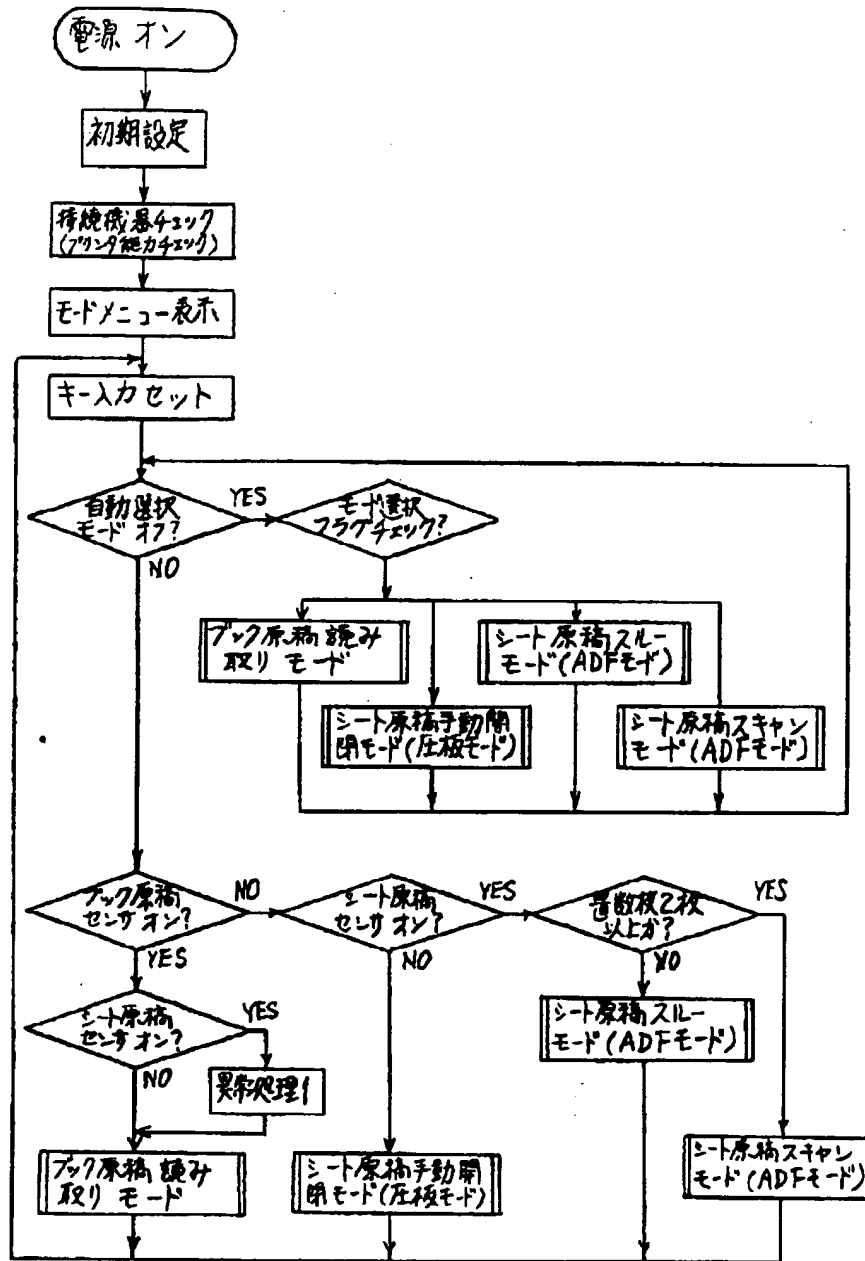 電源 オン
初期設定
接続機器チェック
(プリンタ能力チェック)
モードメニュー表示
キー入力セット
自動選択
モードオフ?
YES
NO
モード選択
フラグチェック?
ブック原稿読み
取り モード
シート原稿スルー
モード(ADFモード)
シート原稿手動開
閉モード(圧板モード)
シート原稿スキャン
モード(ADFモード)
ブック原稿
センサオン?
NO
YES
シート原稿
センサオン?
YES
NO
数枚2枚
以上か?
YES
NO
シート原稿
センサオン?
YES
NO
異常処理1
シート原稿スルー
モード(ADFモード)
ブック原稿読み
取り モード
シート原稿手動開
閉モード(圧板モード)
シート原稿スキャン
モード(ADFモード)